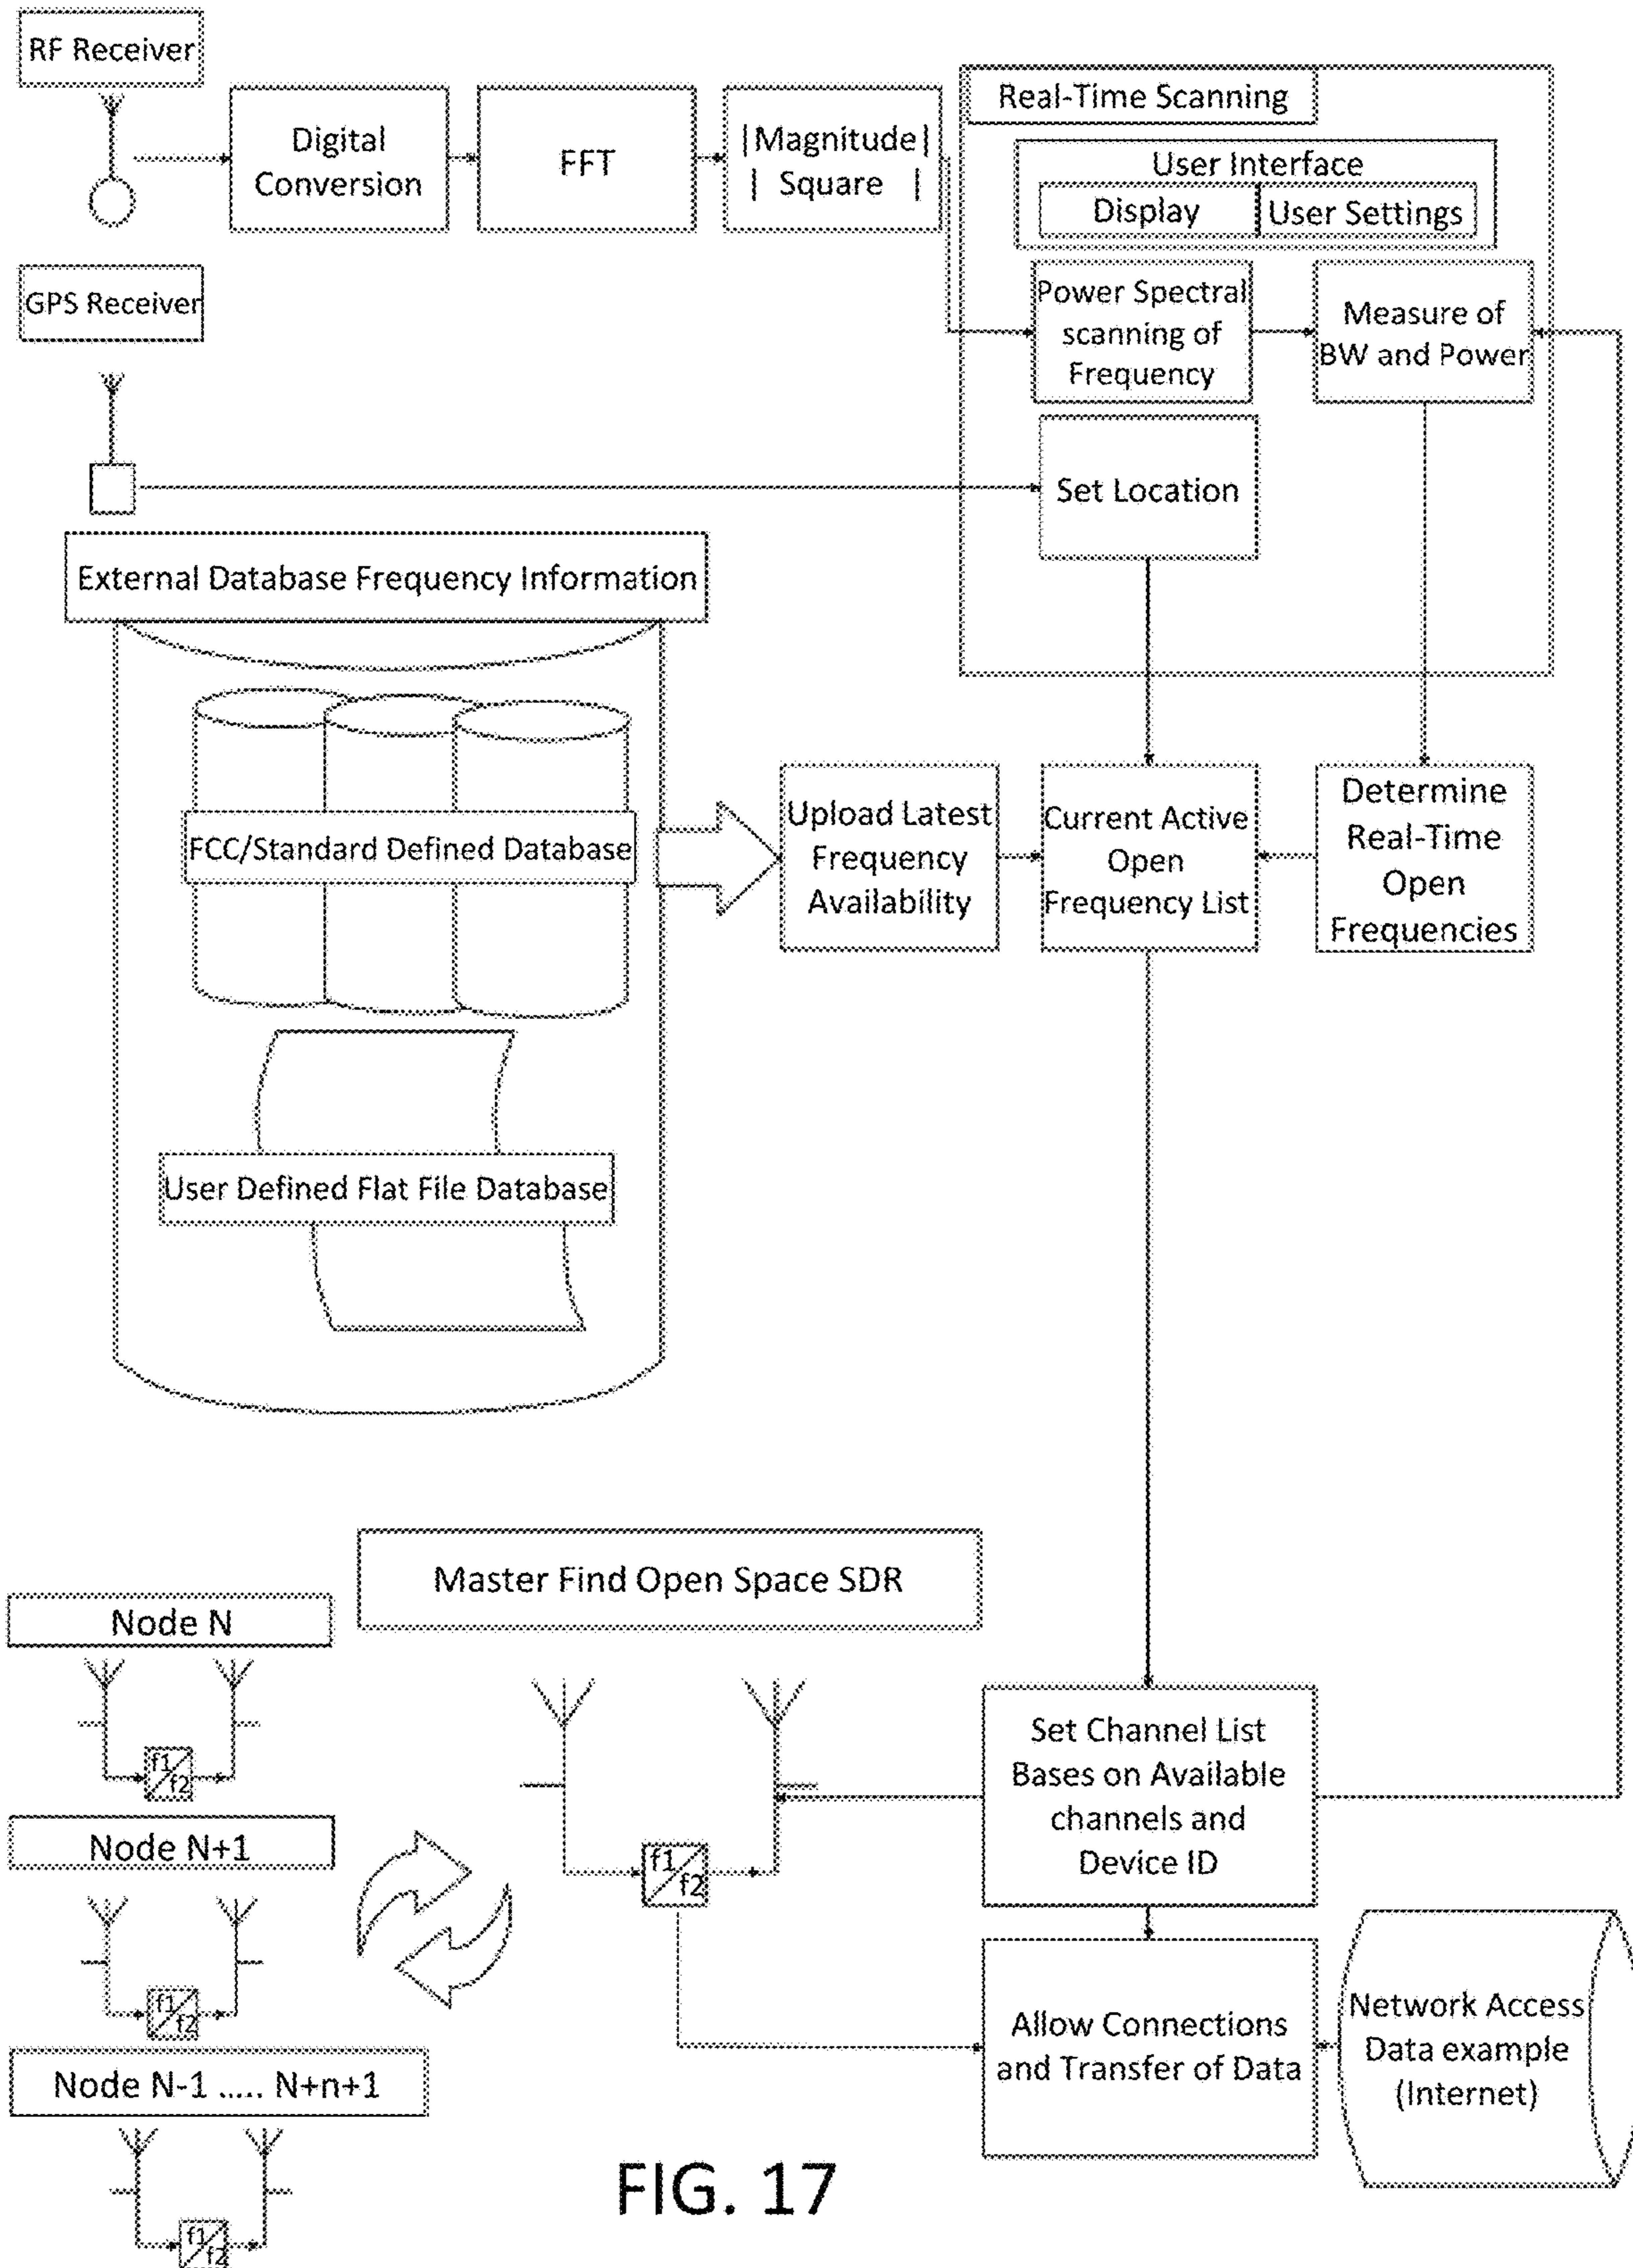 RF Receiver
Digital
Conversion
FFT
|Magnitude|
| Square |
Real-Time Scanning
User Interface
Display
User Settings
GPS Receiver
Power Spectral
scanning of
Frequency
Measure of
BW and Power
Set Location
External Database Frequency Information
FCC/Standard Defined Database
Upload Latest
Frequency
Availability
Current Active
Open
Frequency List
Determine
Real-Time
Open
Frequencies
User Defined Flat File Database
Master Find Open Space SDR
Node N
f1
f2
Node N+1
f1
f2
Node N-1 ..... N+n+1
f1
f2
f1
f2
Set Channel List
Bases on Available
channels and
Device ID
Allow Connections
and Transfer of Data
Network Access
Data example
(Internet)
FIG. 17